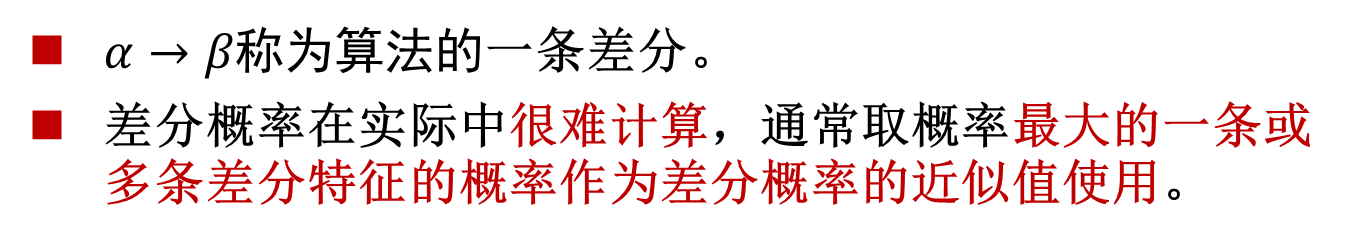 ■ α → β称为算法的一条差分。
■ 差分概率在实际中很难计算，通常取概率最大的一条或
多条差分特征的概率作为差分概率的近似值使用。